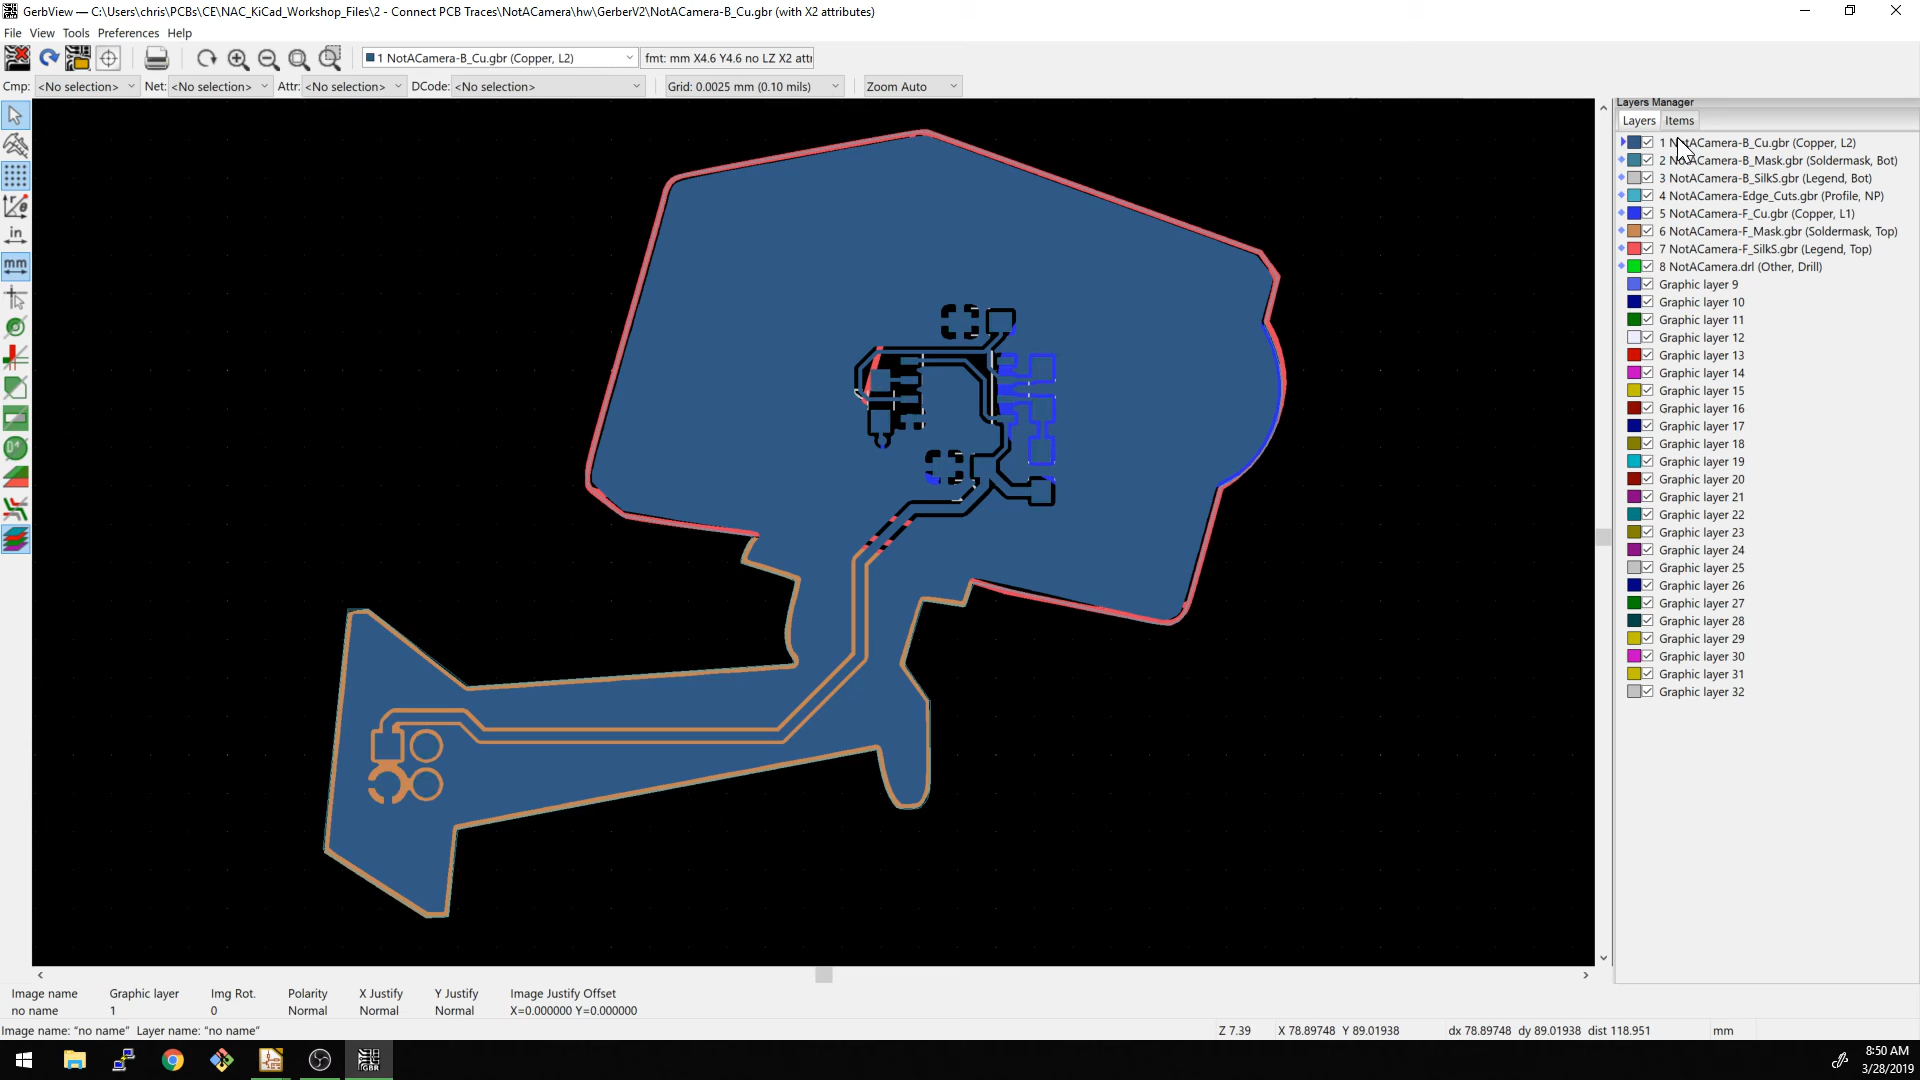 GerbView — C:\Users\chris\PCBs\CE\NAC_KiCad_Workshop_Files\2 - Connect PCB Traces\NotACamera\hw\GerberV2\NotACamera-B_Cu.gbr (with X2 attributes)
File View Tools Preferences Help
1 NotACamera-B_Cu.gbr (Copper, L2) fmt: mm X4.6 Y4.6 no LZ X2 attri
Cmp: <No selection> Net: <No selection> Attr: <No selection> DCode: <No selection> Grid: 0.0025 mm (0.10 mils) Zoom Auto
Layers Manager
Layers Items
1 NotACamera-B_Cu.gbr (Copper, L2)
2 NotACamera-B_Mask.gbr (Soldermask, Bot)
3 NotACamera-B_SilkS.gbr (Legend, Bot)
4 NotACamera-Edge_Cuts.gbr (Profile, NP)
5 NotACamera-F_Cu.gbr (Copper, L1)
6 NotACamera-F_Mask.gbr (Soldermask, Top)
7 NotACamera-F_SilkS.gbr (Legend, Top)
8 NotACamera.drl (Other, Drill)
Graphic layer 9
Graphic layer 10
Graphic layer 11
Graphic layer 12
Graphic layer 13
Graphic layer 14
Graphic layer 15
Graphic layer 16
Graphic layer 17
Graphic layer 18
Graphic layer 19
Graphic layer 20
Graphic layer 21
Graphic layer 22
Graphic layer 23
Graphic layer 24
Graphic layer 25
Graphic layer 26
Graphic layer 27
Graphic layer 28
Graphic layer 29
Graphic layer 30
Graphic layer 31
Graphic layer 32
in
mm
Image name Graphic layer Img Rot. Polarity X Justify Y Justify Image Justify Offset
no name 1 0 Normal Normal Normal X=0.000000 Y=0.000000
Image name: "no name" Layer name: "no name" Z 7.39 X 78.89748 Y 89.01938 dx 78.89748 dy 89.01938 dist 118.951 mm
GBR
8:50 AM
3/28/2019